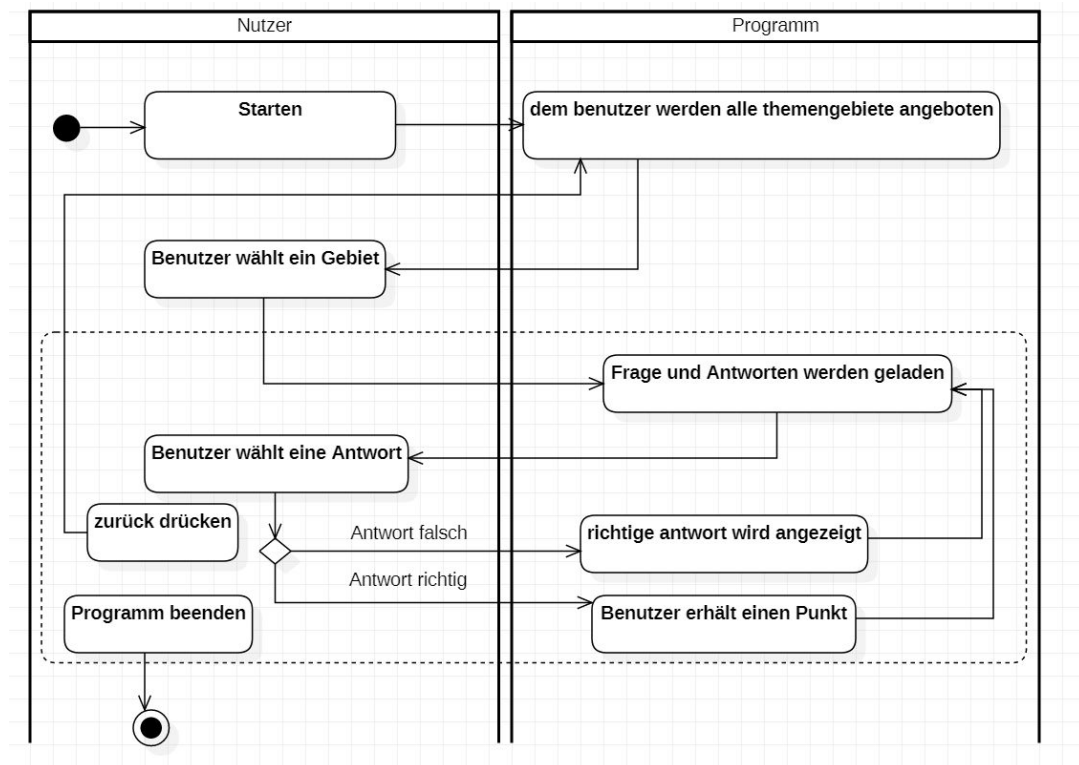 Nutzer
Programm
Starten
dem benutzer werden alle themengebiete angeboten
Benutzer wählt ein Gebiet
Frage und Antworten werden geladen
Benutzer wählt eine Antwort
zurück drücken
Antwort falsch
richtige antwort wird angezeigt
Antwort richtig
Programm beenden
Benutzer erhält einen Punkt